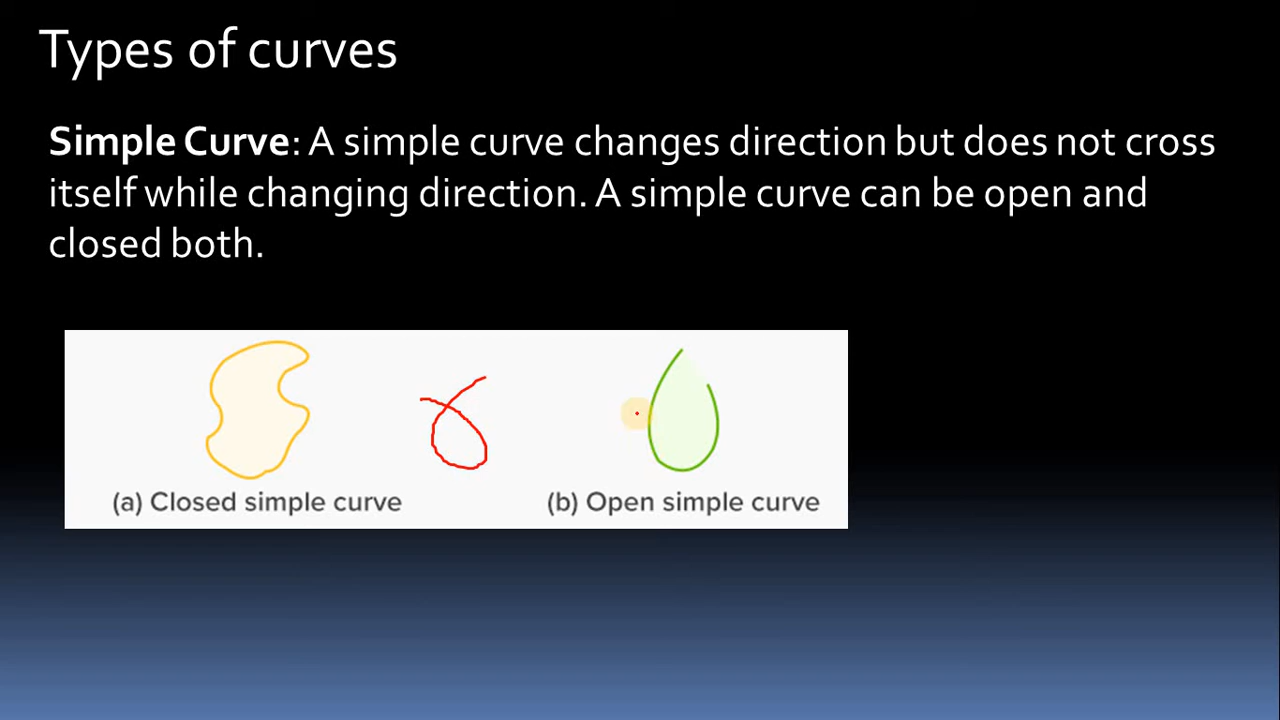 Types of curves
Simple Curve: A simple curve changes direction but does not cross
itself while changing direction. A simple curve can be open and
closed both.
(a) Closed simple curve
(b) Open simple curve